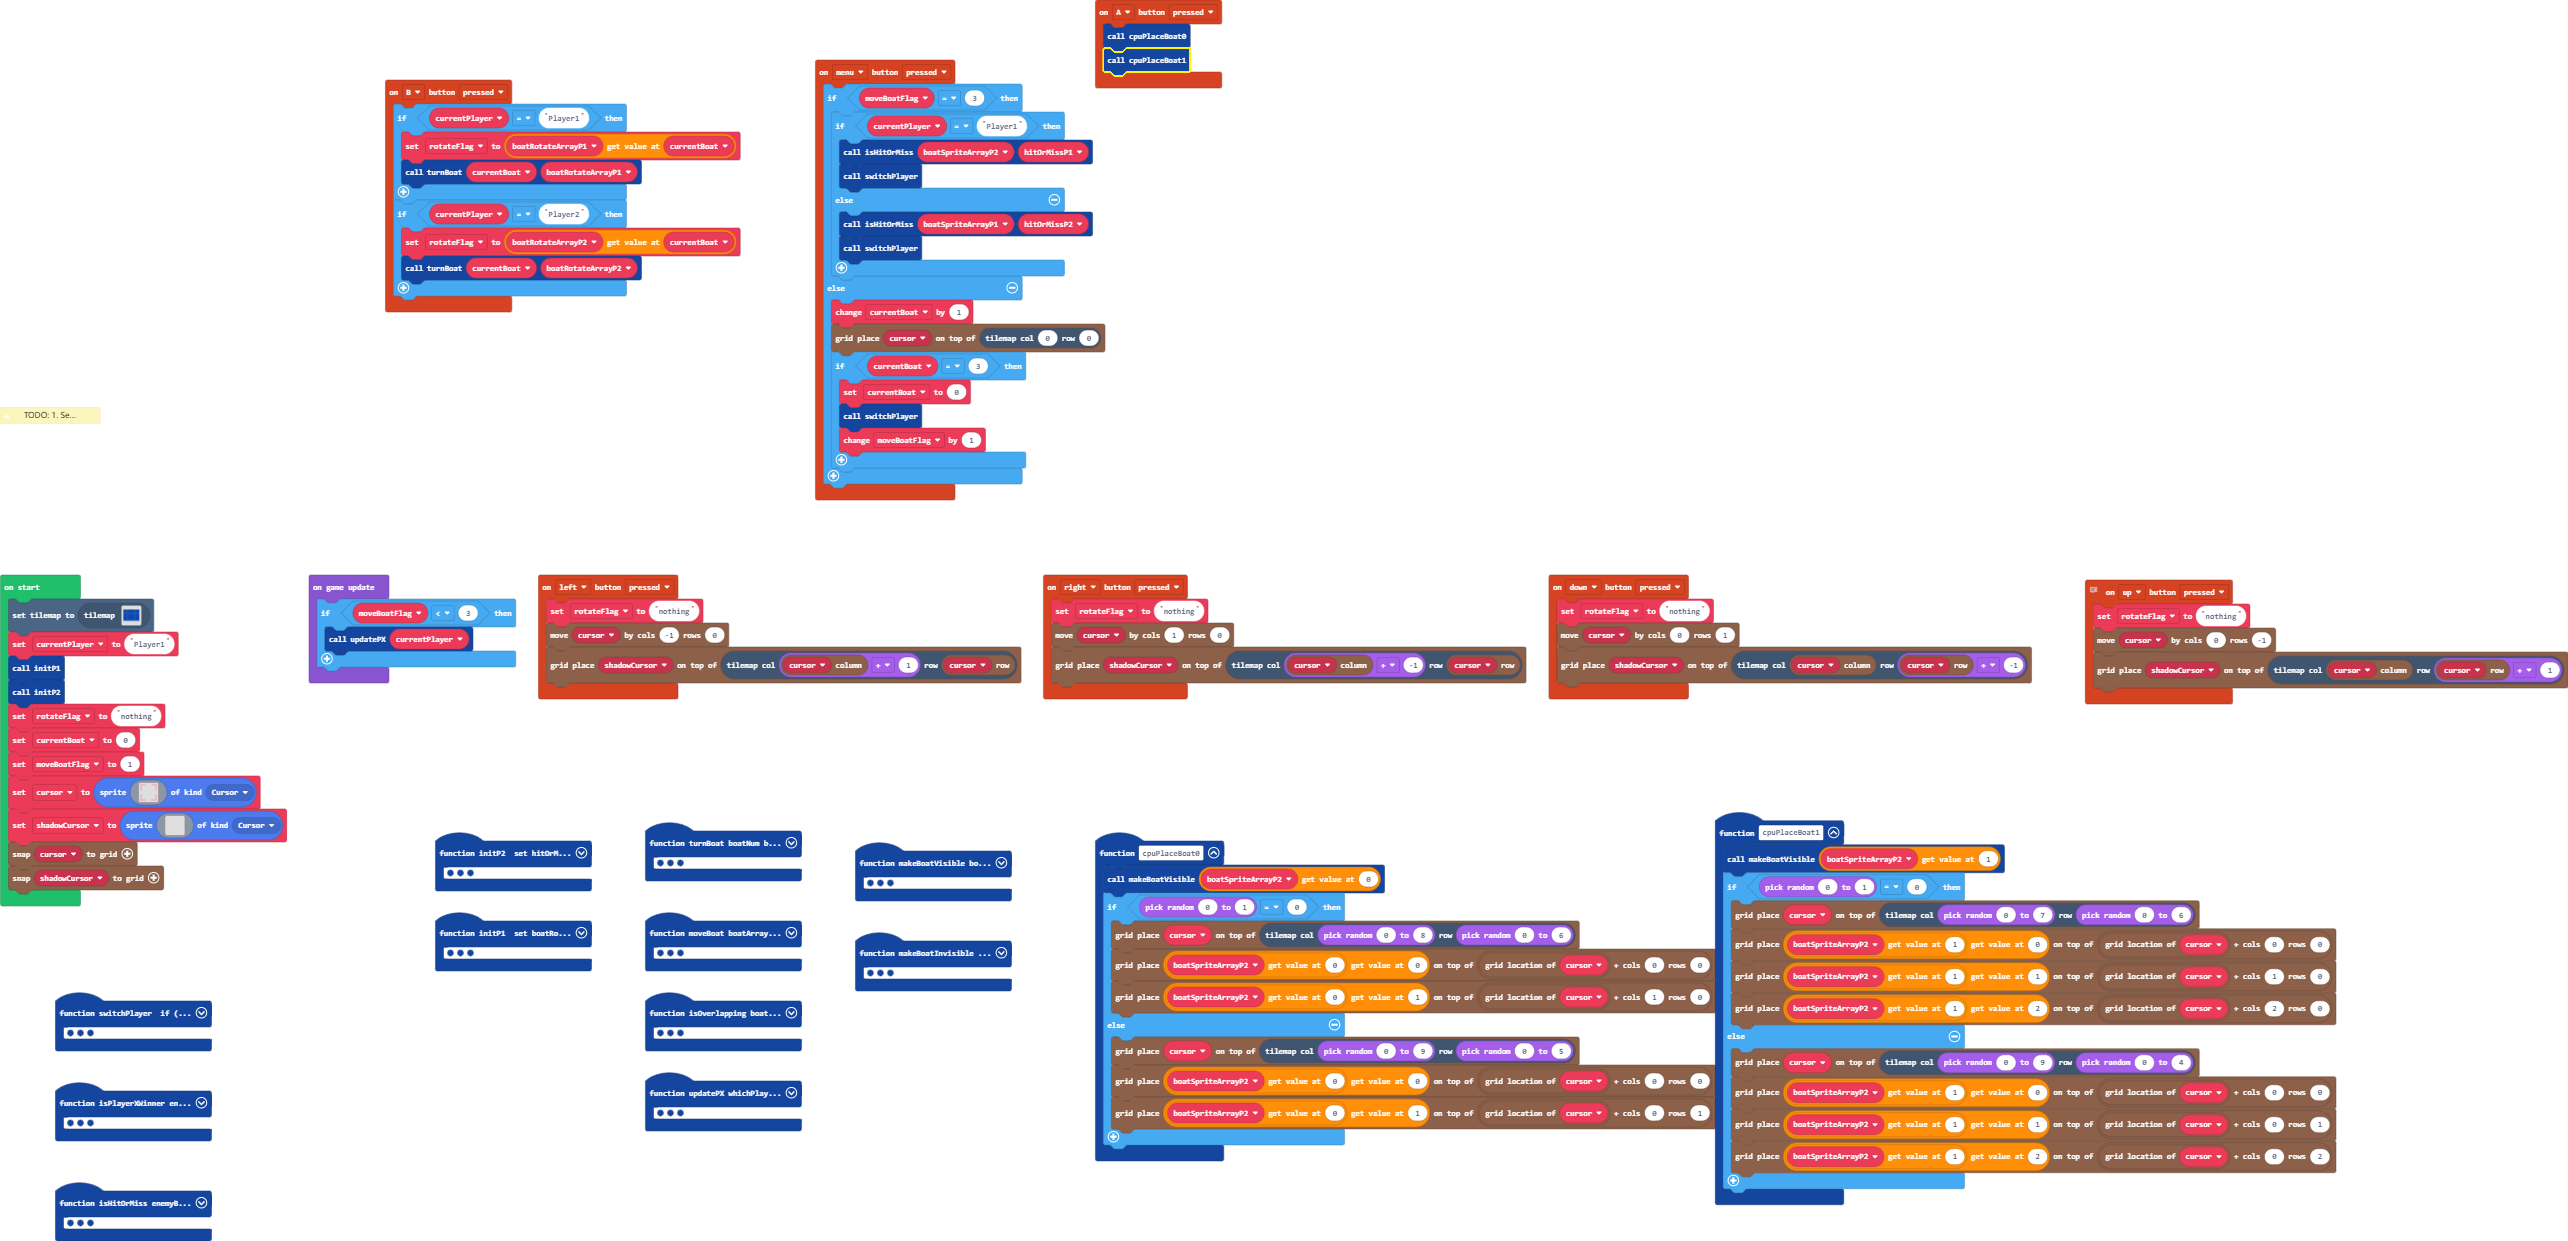 on A button pressed
call cpuPlaceBoat0
call cpuPlaceBoat1
on B button pressed
if currentPlayer = "Player1" then
set rotateFlag to boatRotateArrayP1 get value at currentBoat
call turnBoat currentBoat boatRotateArrayP1
if currentPlayer = "Player2" then
set rotateFlag to boatRotateArrayP2 get value at currentBoat
call turnBoat currentBoat boatRotateArrayP2
on menu button pressed
if moveBoatFlag = 3 then
if currentPlayer = "Player1" then
call isHitOrMiss boatSpriteArrayP2 hitOrMissP1
call switchPlayer
else
call isHitOrMiss boatSpriteArrayP1 hitOrMissP2
call switchPlayer
else
change currentBoat by 1
grid place cursor on top of tilemap col 0 row 0
if currentBoat = 3 then
set currentBoat to 0
call switchPlayer
change moveBoatFlag by 1
TODO: 1. Se...
on start
set tilemap to tilemap
set currentPlayer to "Player1"
call initP1
call initP2
set rotateFlag to "nothing"
set currentBoat to 0
set moveBoatFlag to 1
set cursor to sprite of kind Cursor
set shadowCursor to sprite of kind Cursor
snap cursor to grid
snap shadowCursor to grid
on game update
if moveBoatFlag < 3 then
call updatePX currentPlayer
on left button pressed
set rotateFlag to "nothing"
move cursor by cols -1 rows 0
grid place shadowCursor on top of tilemap col cursor column + 1 row cursor row
on right button pressed
set rotateFlag to "nothing"
move cursor by cols 1 rows 0
grid place shadowCursor on top of tilemap col cursor column + -1 row cursor row
on down button pressed
set rotateFlag to "nothing"
move cursor by cols 0 rows 1
grid place shadowCursor on top of tilemap col cursor column row cursor row + -1
on up button pressed
set rotateFlag to "nothing"
move cursor by cols 0 rows -1
grid place shadowCursor on top of tilemap col cursor column row cursor row + 1
function initP2 set hitOrM...
function turnBoat boatNum b...
function makeBoatVisible bo...
function initP1 set boatRo...
function moveBoat boatArray...
function makeBoatInvisible ...
function switchPlayer if (...
function isOverlapping boat...
function isPlayerXWinner en...
function updatePX whichPlay...
function isHitOrMiss enemyB...
function cpuPlaceBoat0
call makeBoatVisible boatSpriteArrayP2 get value at 0
if pick random 0 to 1 = 0 then
grid place cursor on top of tilemap col pick random 0 to 8 row pick random 0 to 6
grid place boatSpriteArrayP2 get value at 0 get value at 0 on top of grid location of cursor + cols 0 rows 0
grid place boatSpriteArrayP2 get value at 0 get value at 1 on top of grid location of cursor + cols 1 rows 0
else
grid place cursor on top of tilemap col pick random 0 to 9 row pick random 0 to 5
grid place boatSpriteArrayP2 get value at 0 get value at 0 on top of grid location of cursor + cols 0 rows 0
grid place boatSpriteArrayP2 get value at 0 get value at 1 on top of grid location of cursor + cols 0 rows 1
function cpuPlaceBoat1
call makeBoatVisible boatSpriteArrayP2 get value at 1
if pick random 0 to 1 = 0 then
grid place cursor on top of tilemap col pick random 0 to 7 row pick random 0 to 6
grid place boatSpriteArrayP2 get value at 1 get value at 0 on top of grid location of cursor + cols 0 rows 0
grid place boatSpriteArrayP2 get value at 1 get value at 1 on top of grid location of cursor + cols 1 rows 0
grid place boatSpriteArrayP2 get value at 1 get value at 2 on top of grid location of cursor + cols 2 rows 0
else
grid place cursor on top of tilemap col pick random 0 to 9 row pick random 0 to 4
grid place boatSpriteArrayP2 get value at 1 get value at 0 on top of grid location of cursor + cols 0 rows 0
grid place boatSpriteArrayP2 get value at 1 get value at 1 on top of grid location of cursor + cols 0 rows 1
grid place boatSpriteArrayP2 get value at 1 get value at 2 on top of grid location of cursor + cols 0 rows 2